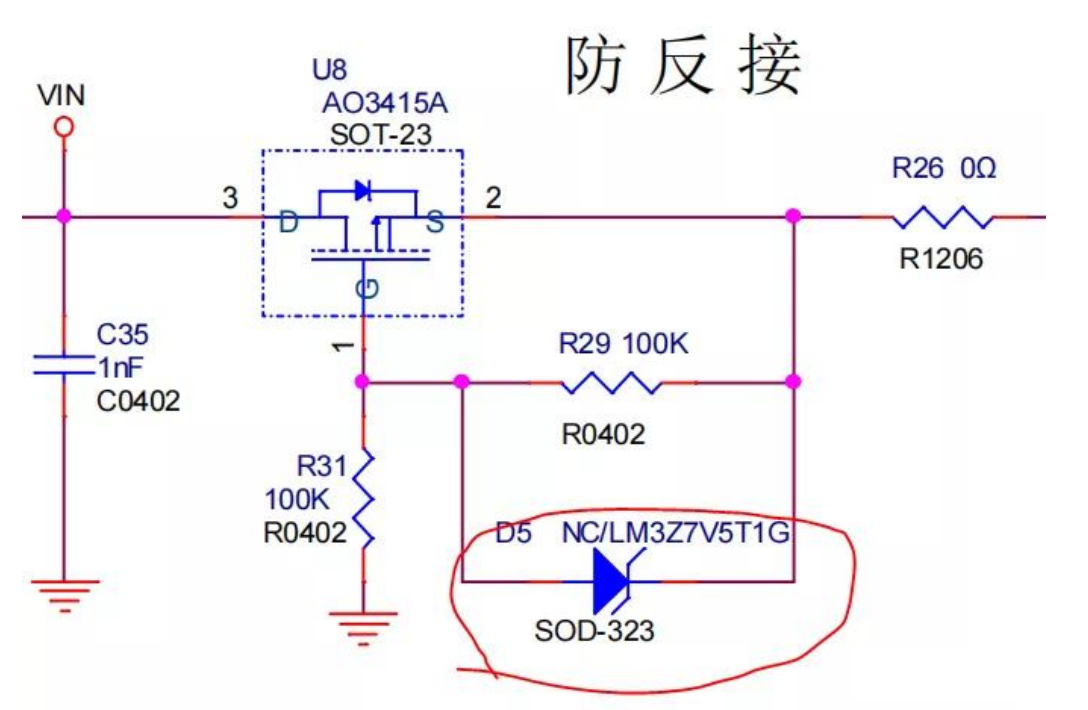 防反接
U8
AO3415A
SOT-23
VIN
3
D
S
2
G
1
R26 0Ω
R1206
C35
1nF
C0402
R29 100K
R0402
R31
100K
R0402
D5 NC/LM3Z7V5T1G
SOD-323